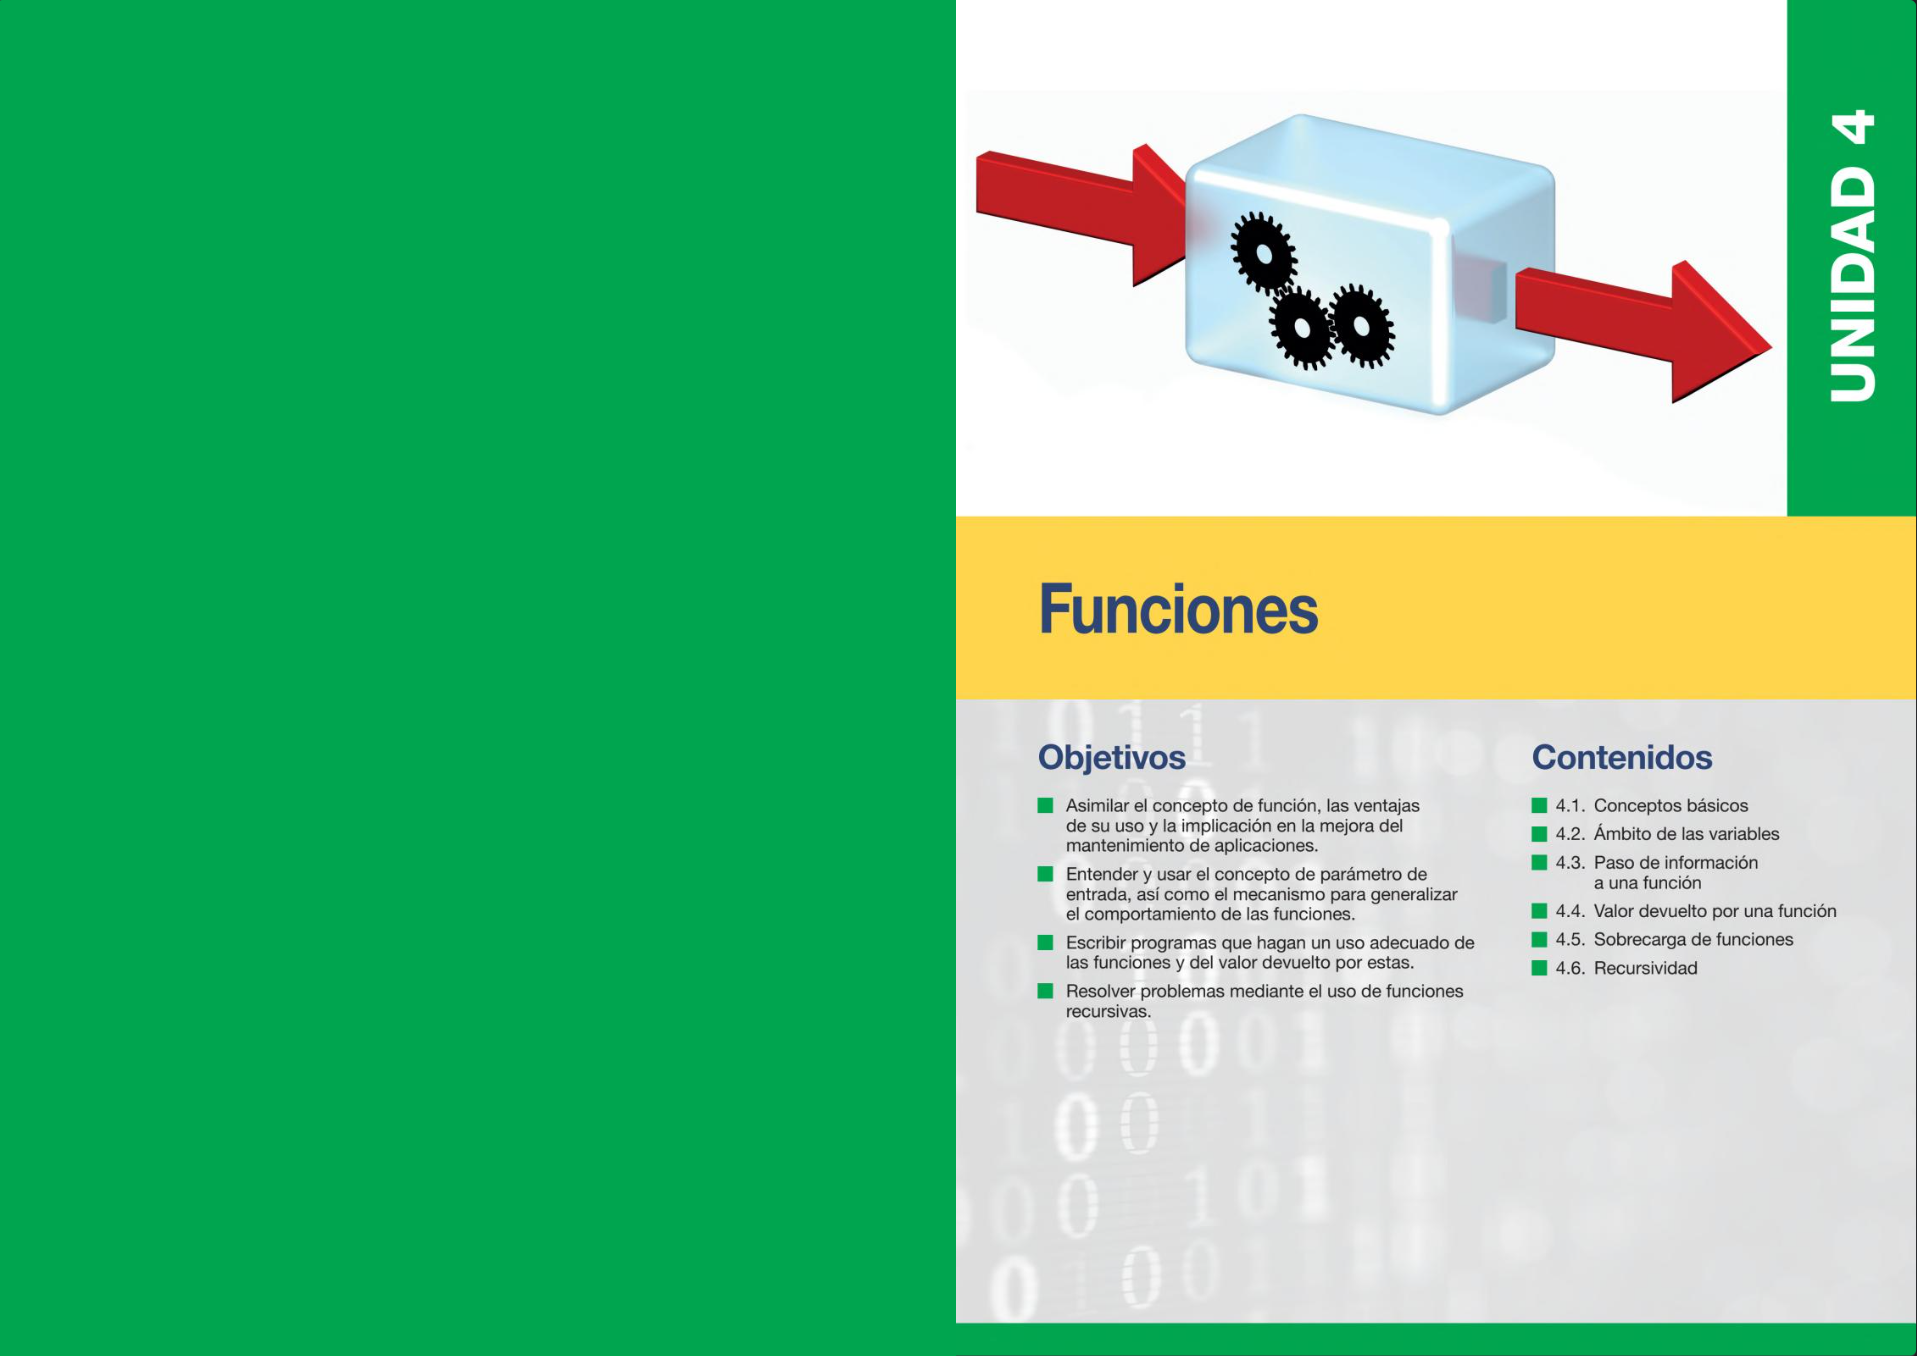 UNIDAD 4
Funciones
Objetivos
Asimilar el concepto de función, las ventajas
de su uso y la implicación en la mejora del
mantenimiento de aplicaciones.
Entender y usar el concepto de parámetro de
entrada, así como el mecanismo para generalizar
el comportamiento de las funciones.
Escribir programas que hagan un uso adecuado de
las funciones y del valor devuelto por estas.
Resolver problemas mediante el uso de funciones
recursivas.
Contenidos
4.1. Conceptos básicos
4.2. Ámbito de las variables
4.3. Paso de información
a una función
4.4. Valor devuelto por una función
4.5. Sobrecarga de funciones
4.6. Recursividad